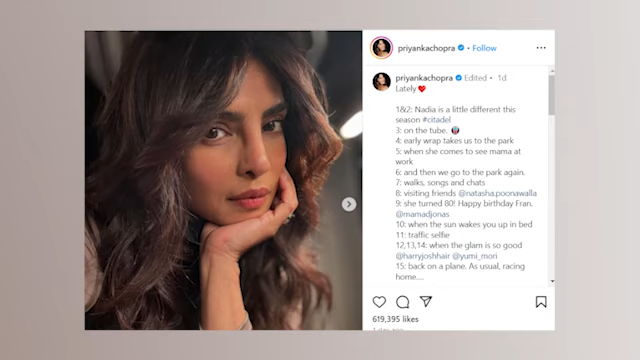 priyankachopra • Follow
priyankachopra Edited • 1d
Lately❤️
1&2: Nadia is a little different this
season #citadel
3: on the tube.
4: early wrap takes us to the park
5: when she comes to see mama at
work
6: and then we go to the park again.
7: walks, songs and chats
8: visiting friends @natasha.poonawalla
9: she turned 80! Happy birthday Fran.
@mamadjonas
10: when the sun wakes you up in bed
11: traffic selfie
12,13,14: when the glam is so good
@harryjoshhair @yumi_mori
15: back on a plane. As usual, racing
home....
619,395 likes